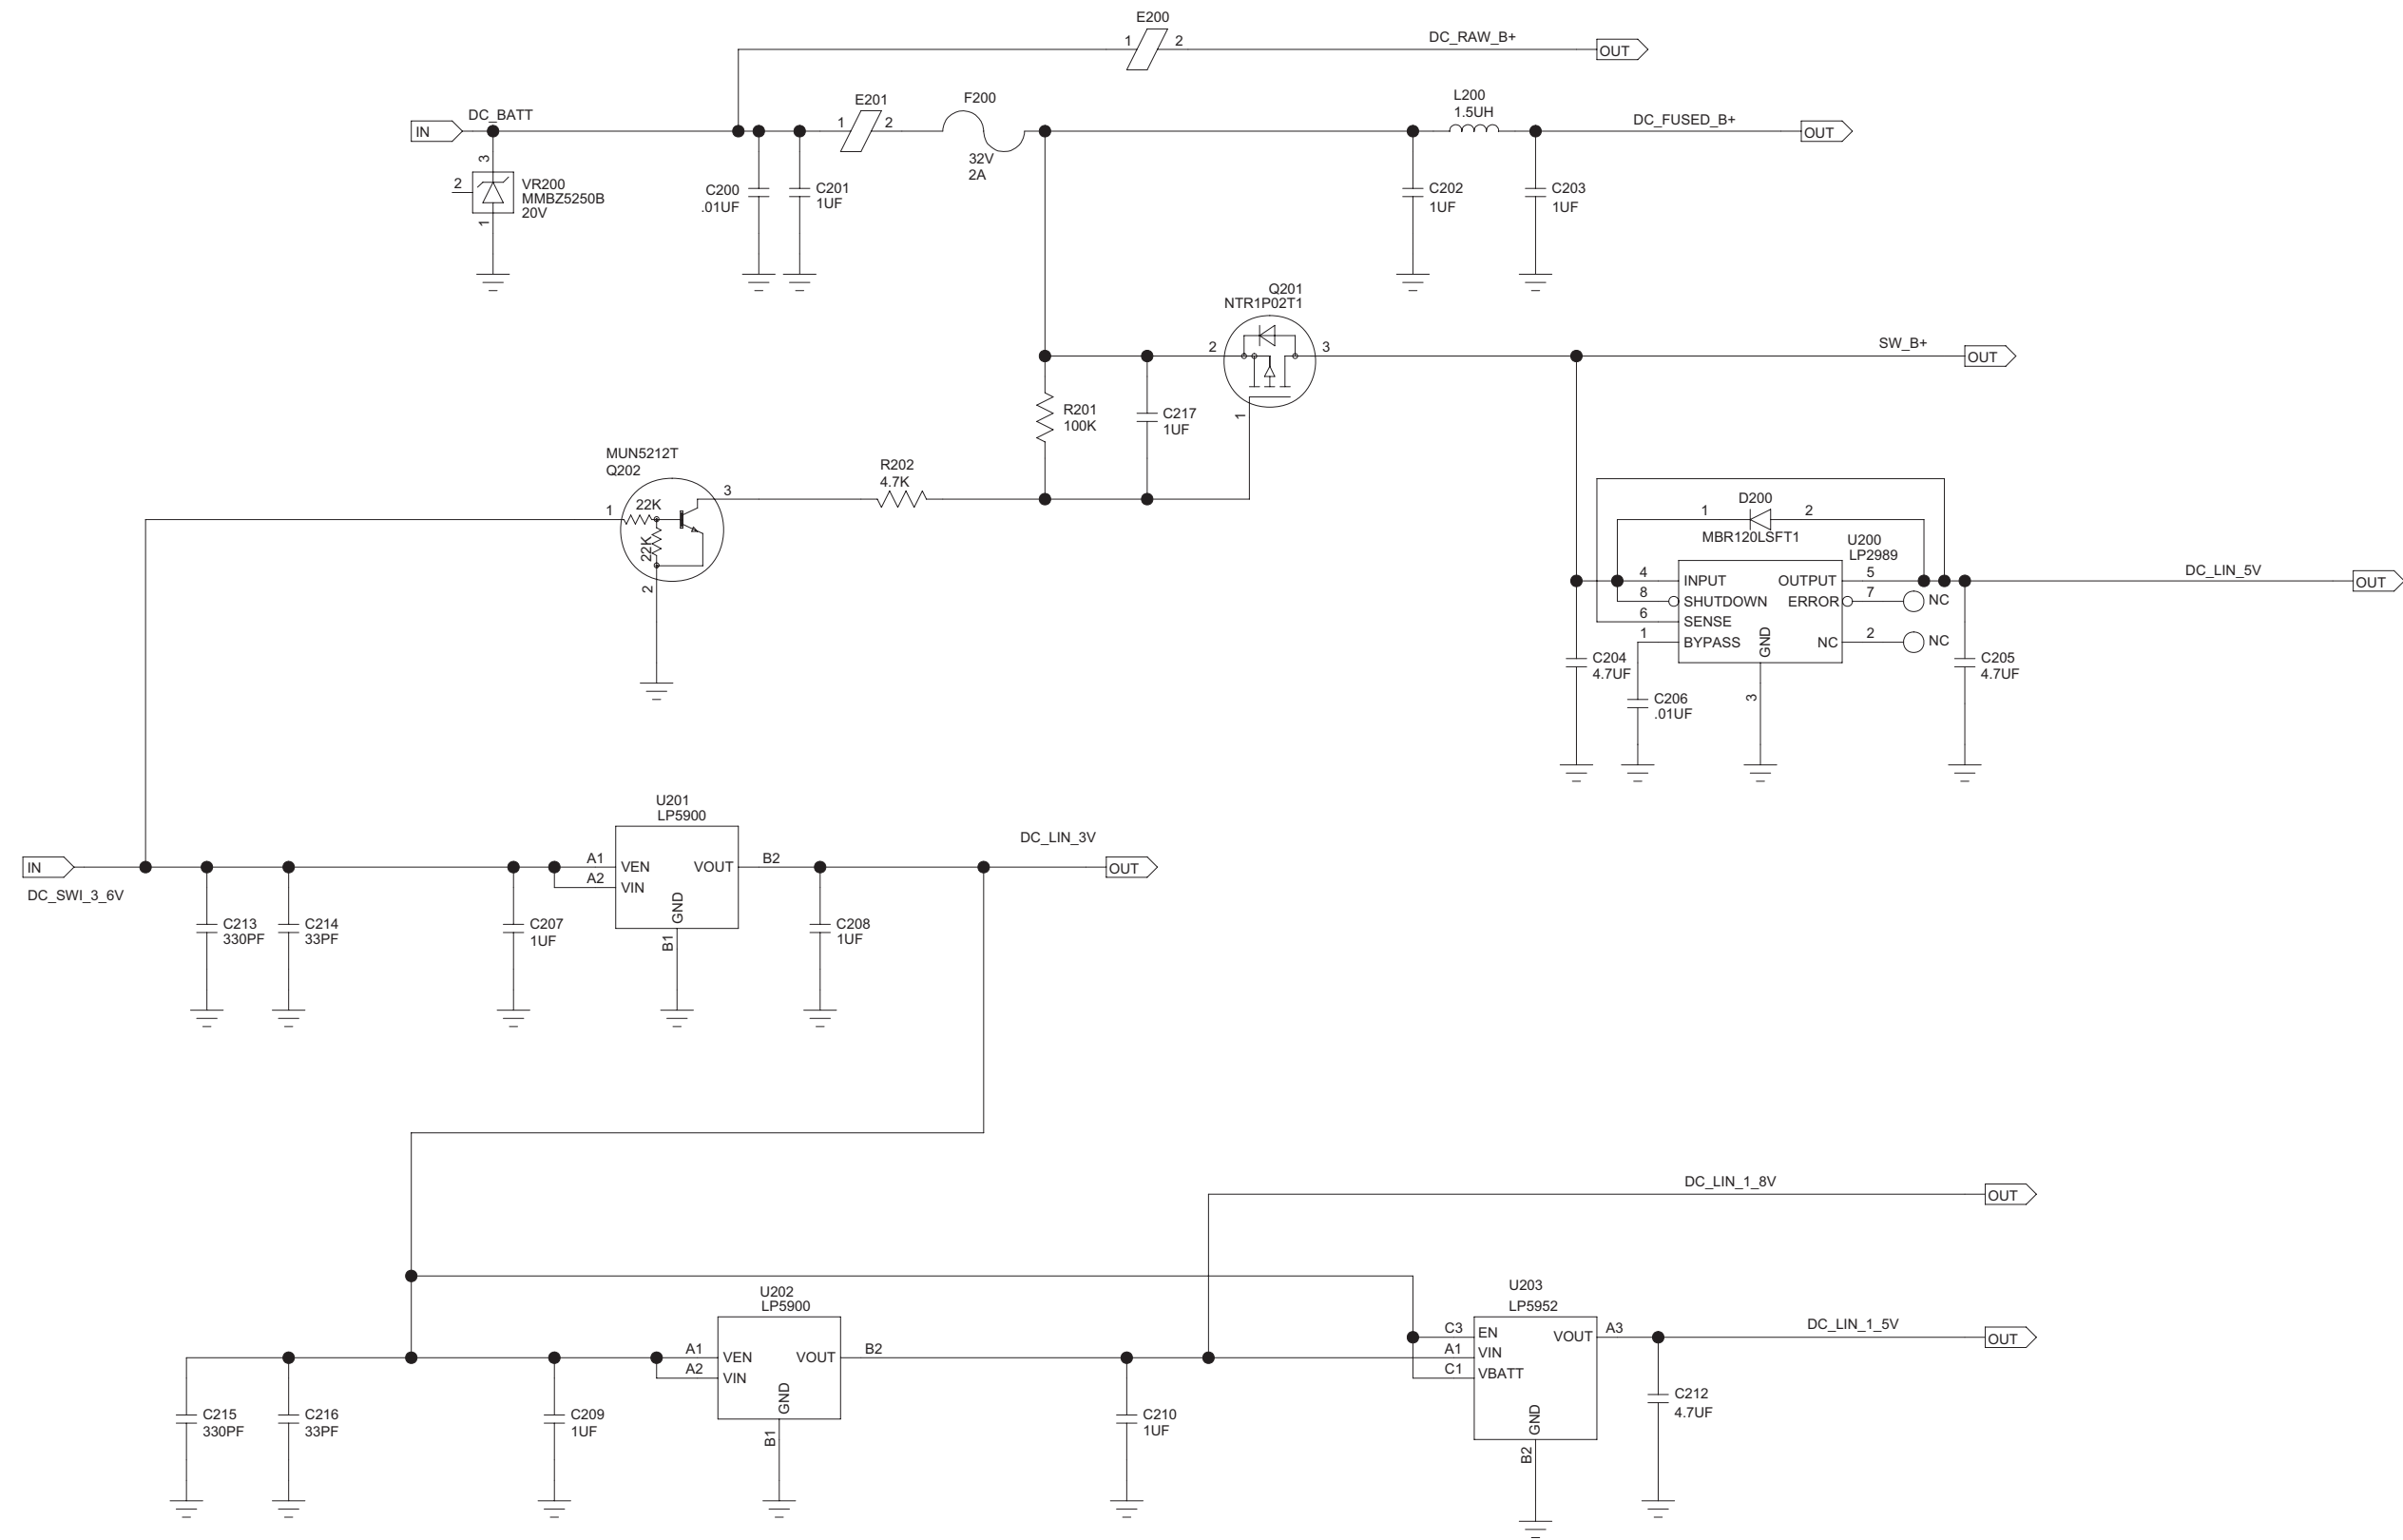 E200
1
2
DC_RAW_B+
OUT
IN
DC_BATT
E201
1
2
F200
32V
2A
L200
1.5UH
DC_FUSED_B+
OUT
3
2
1
VR200
MMBZ5250B
20V
C200
.01UF
C201
1UF
C202
1UF
C203
1UF
Q201
NTR1P02T1
2
3
1
SW_B+
OUT
R201
100K
C217
1UF
MUN5212T
Q202
1
22K
22K
3
2
R202
4.7K
D200
1
2
MBR120LSFT1
U200
LP2989
4
INPUT
OUTPUT
5
8
SHUTDOWN
ERROR
7
NC
6
SENSE
1
BYPASS
GND
NC
2
NC
3
DC_LIN_5V
OUT
C204
4.7UF
C206
.01UF
C205
4.7UF
IN
DC_SWI_3_6V
C213
330PF
C214
33PF
C207
1UF
U201
LP5900
A1
VEN
VOUT
B2
A2
VIN
GND
B1
C208
1UF
DC_LIN_3V
OUT
DC_LIN_1_8V
OUT
C215
330PF
C216
33PF
C209
1UF
U202
LP5900
A1
VEN
VOUT
B2
A2
VIN
GND
B1
C210
1UF
U203
LP5952
C3
EN
VOUT
A3
A1
VIN
C1
VBATT
GND
B2
DC_LIN_1_5V
OUT
C212
4.7UF